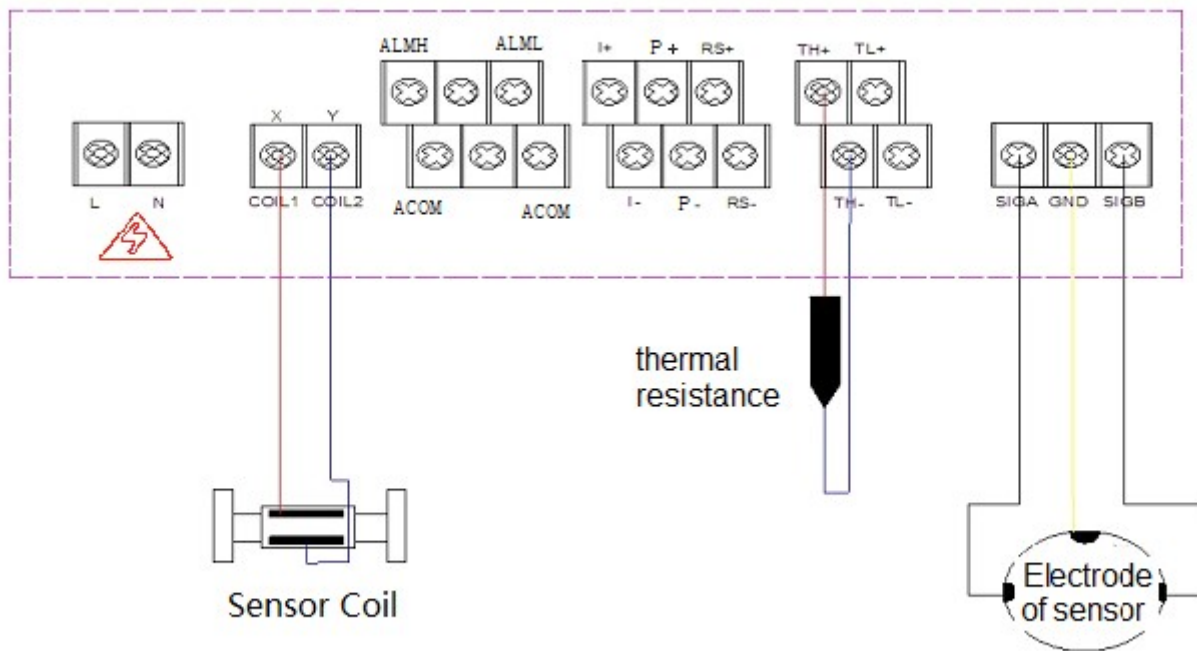 ALMH ALML I+ P+ RS+ TH+ TL+
X Y
L N COIL1 COIL2 ACOM ACOM I- P- RS- TH- TL- SIGA GND SIGB
thermal
resistance
Sensor Coil
Electrode
of sensor